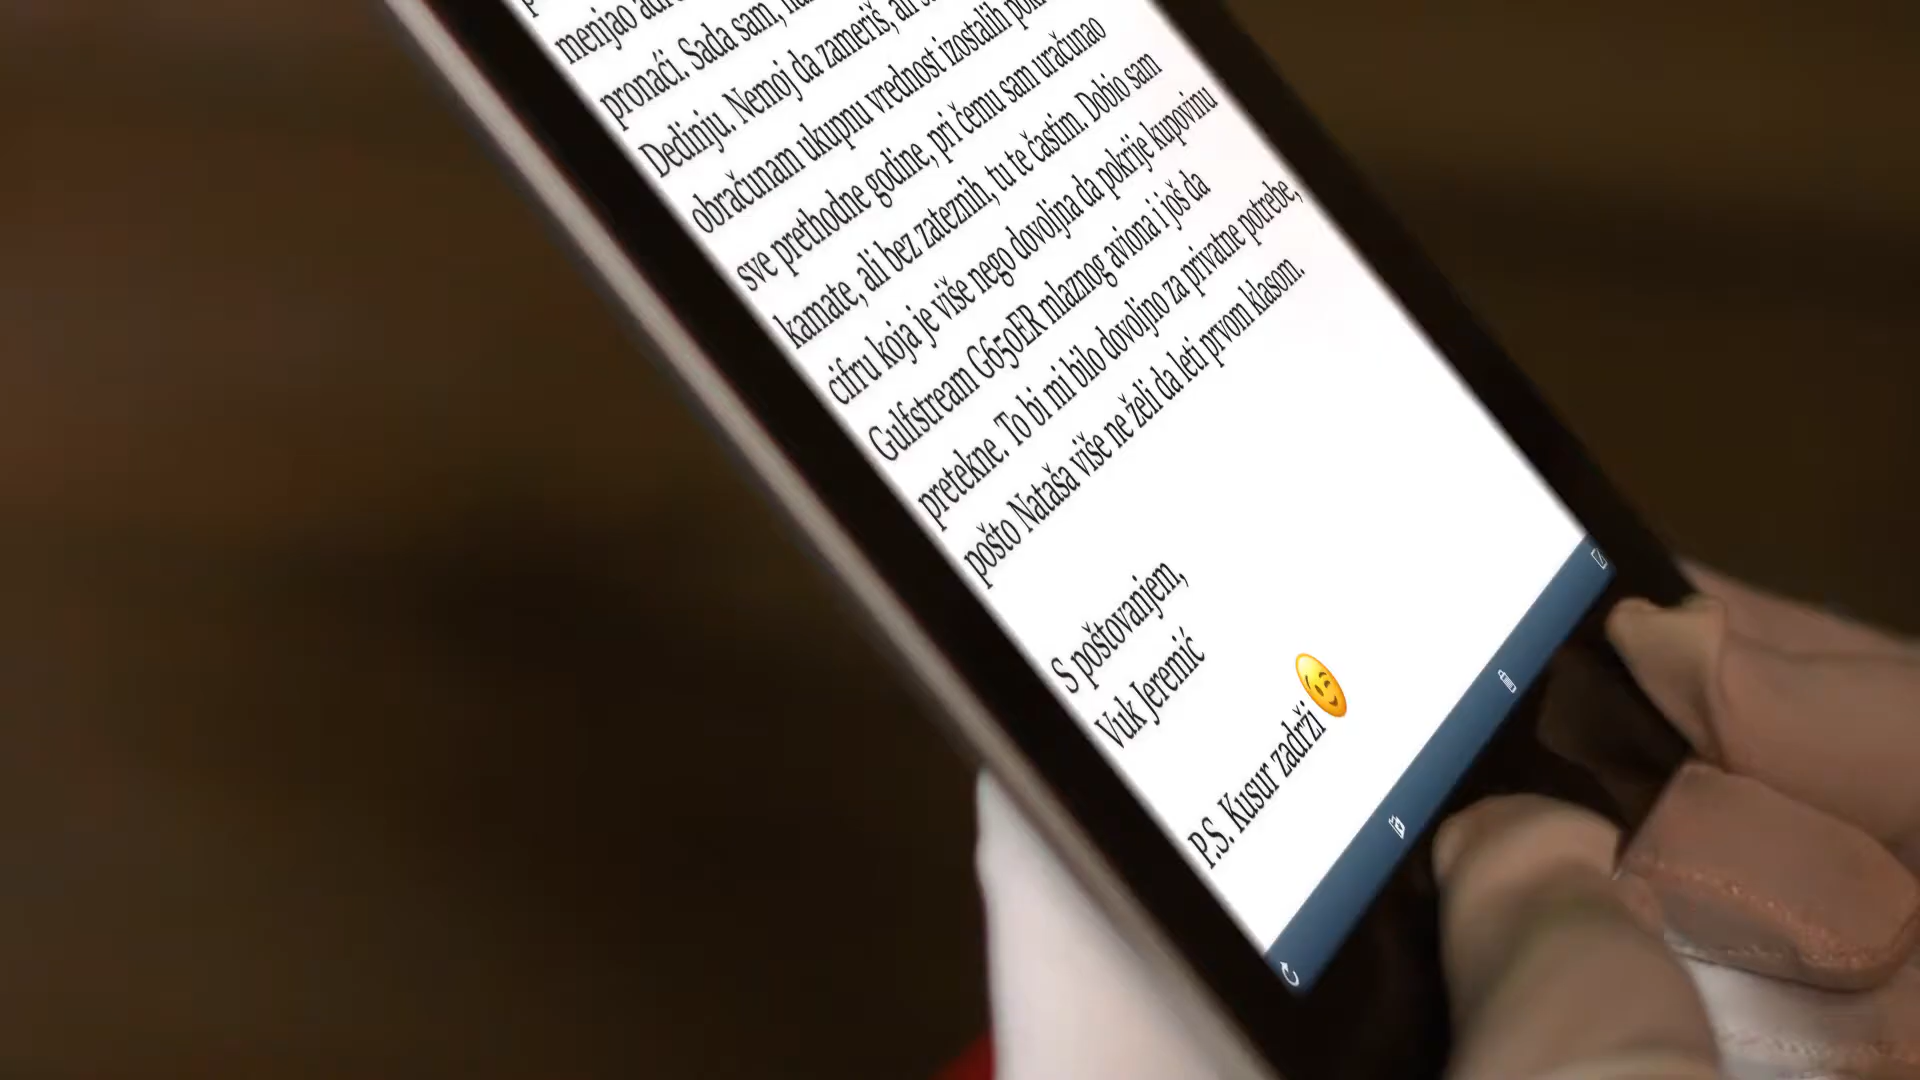 menjao
pronaći. Sada sam,
Dedinju. Nemoj da zameriš, ali
obračunam ukupnu vrednost izostalih
sve prethodne godine, pri čemu sam uračunao
kamate, ali bez zateznih, tu te častim. Dobio sam
cifru koja je više nego dovoljna da pokrije kupovinu
Gulfstream G650ER mlaznog aviona i još da
pretekne. To bi mi bilo dovoljno za privatne potrebe,
pošto Nataša više ne želi da leti prvom klasom.
S poštovanjem,
Vuk Jeremić
P.S. Kusur zadrži 😉